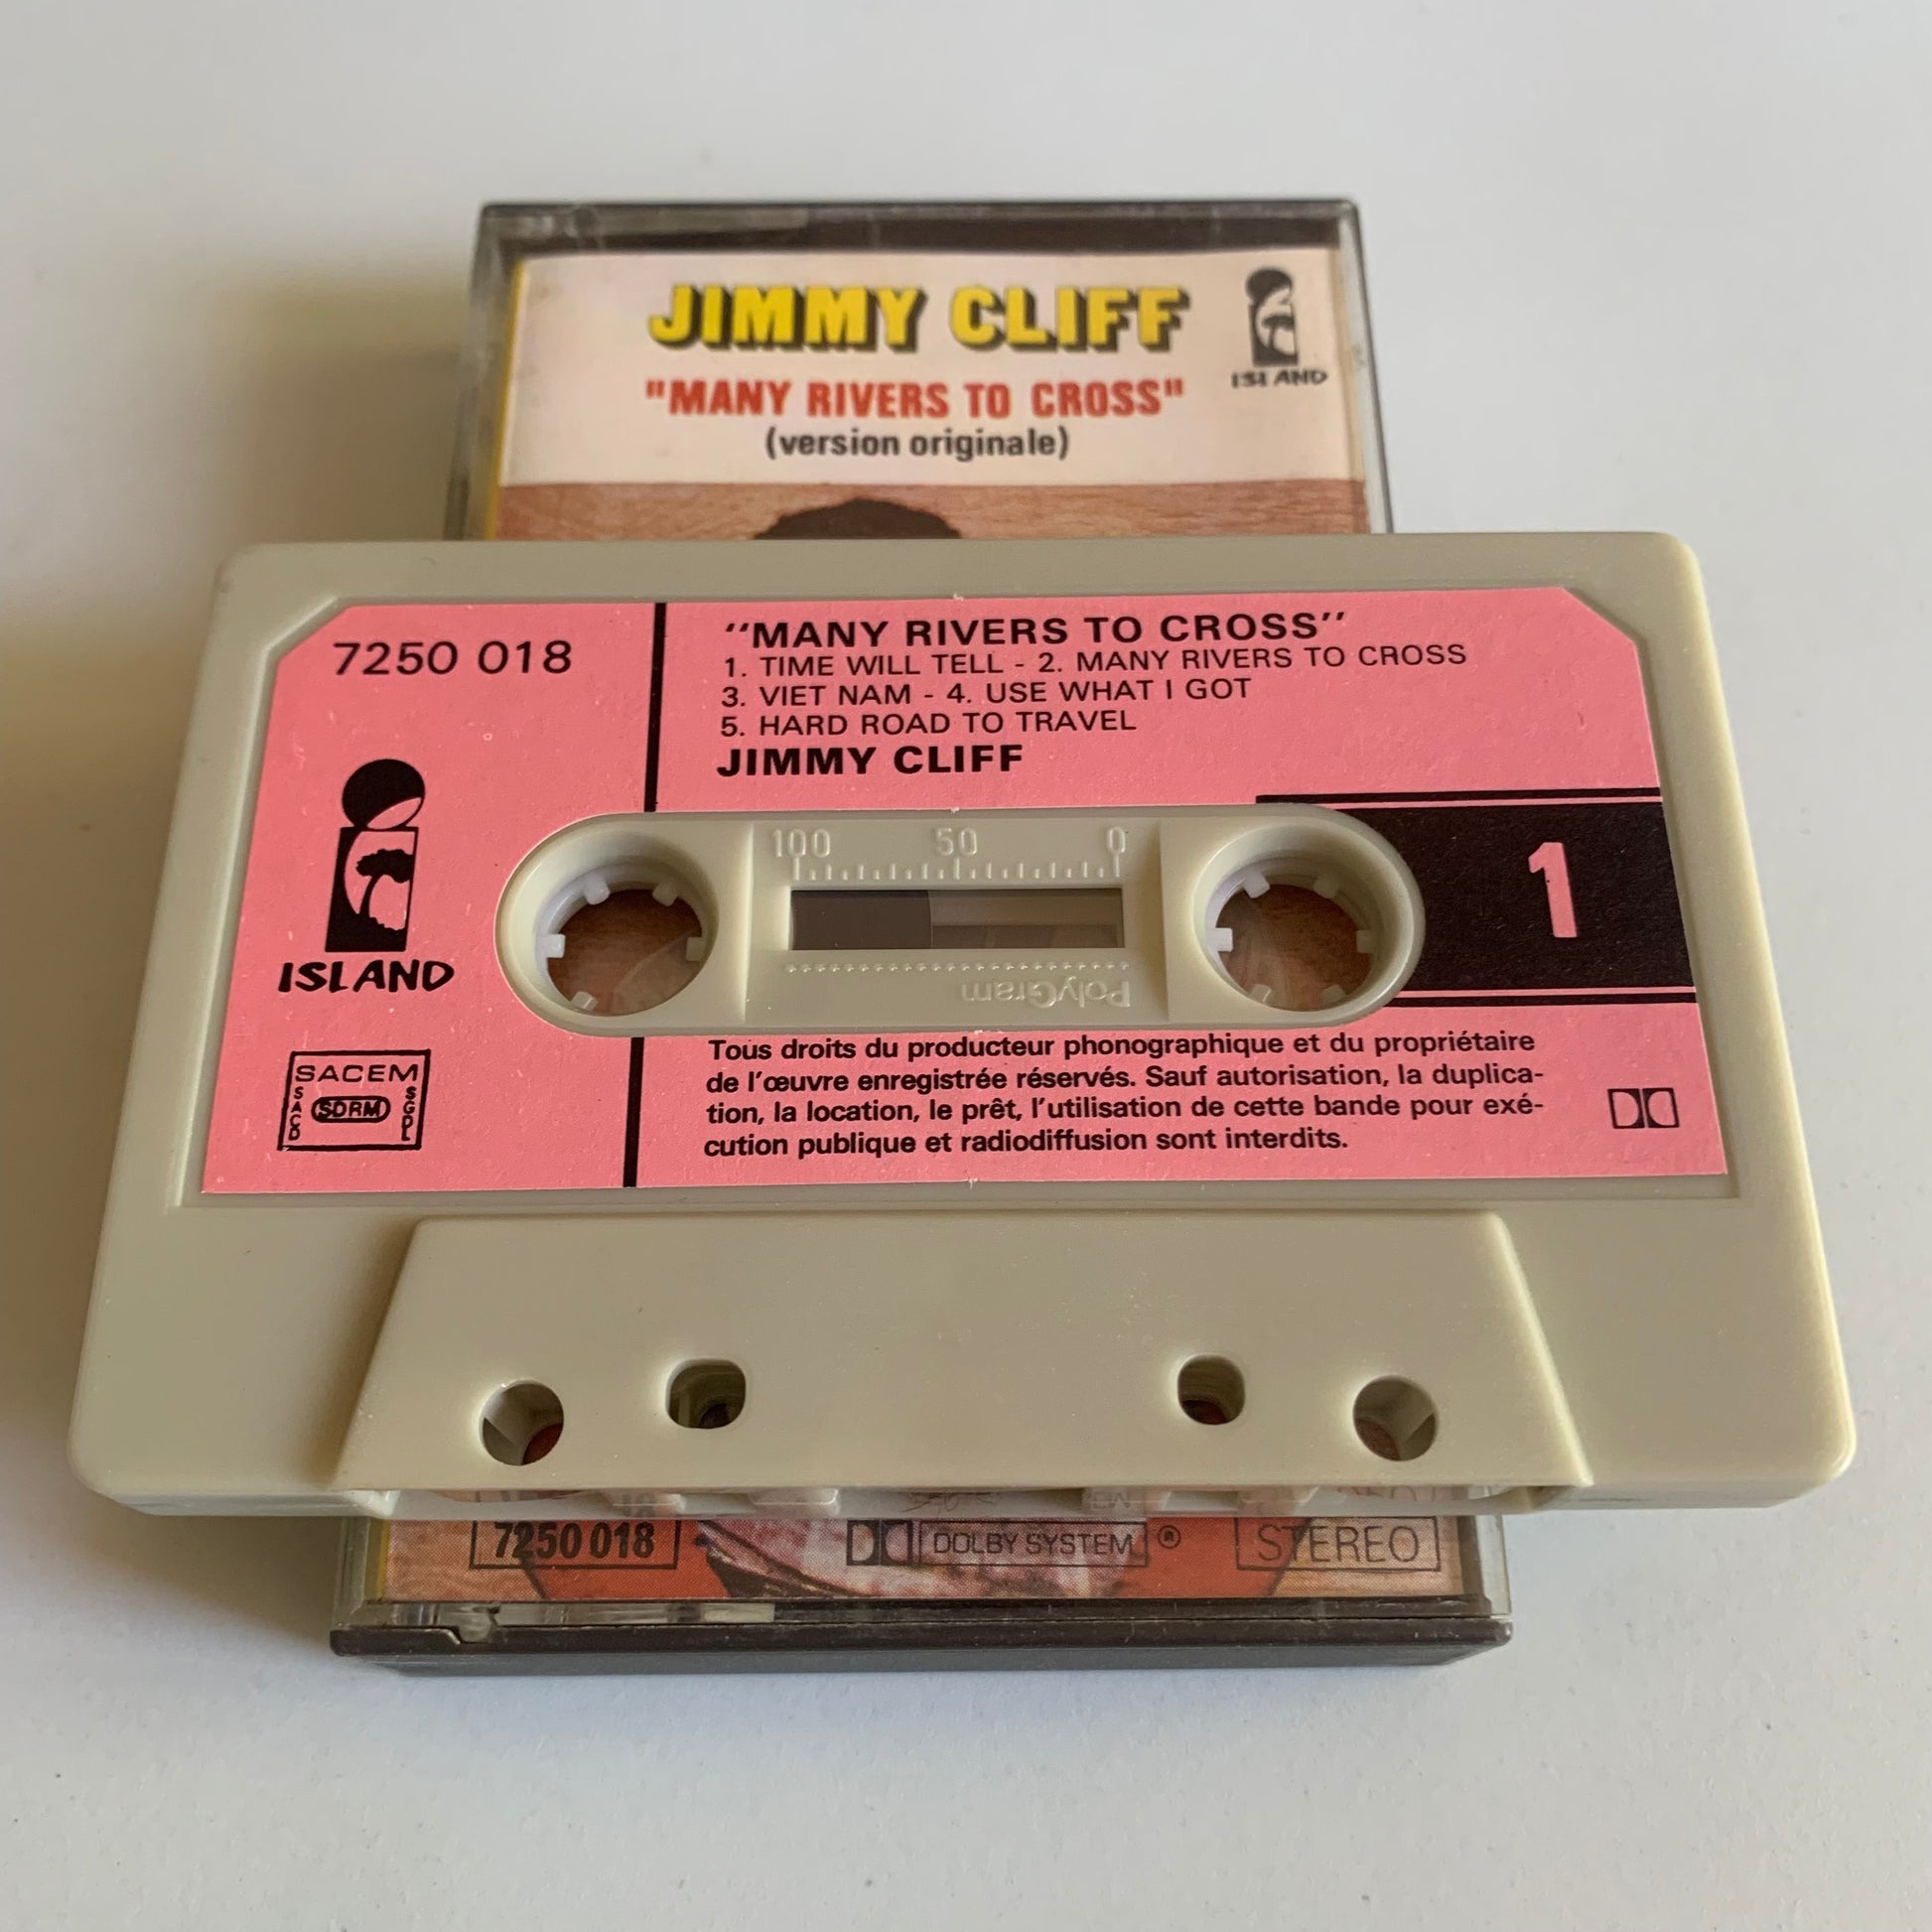 JIMMY CLIFF
"MANY RIVERS TO CROSS"
(version originale)
ISLAND
7250 018
"MANY RIVERS TO CROSS"
1. TIME WILL TELL - 2. MANY RIVERS TO CROSS
3. VIET NAM - 4. USE WHAT I GOT
5. HARD ROAD TO TRAVEL
JIMMY CLIFF
ISLAND
100 50 0
1
PolyGram
SACEM
SACD
SDRM
SGDL
Tous droits du producteur phonographique et du propriétaire
de l'œuvre enregistrée réservés. Sauf autorisation, la duplica-
tion, la location, le prêt, l'utilisation de cette bande pour exé-
cution publique et radiodiffusion sont interdits.
7250 018
DOLBY SYSTEM ®
STEREO